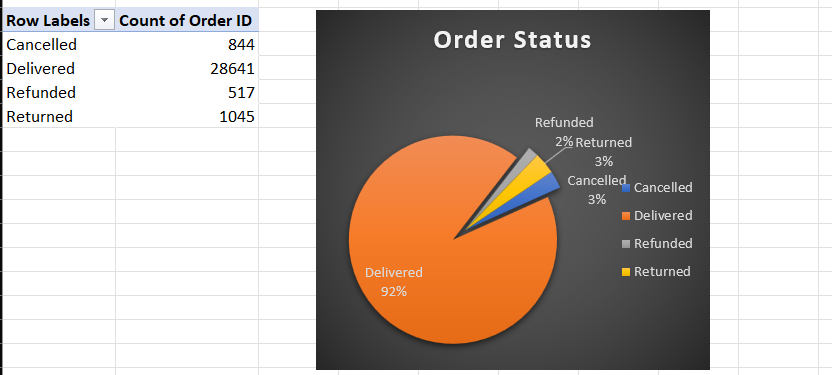 Row Labels Count of Order ID
Cancelled 844
Delivered 28641
Refunded 517
Returned 1045
Order Status
Refunded
2%
Returned
3%
Cancelled
3%
Delivered
92%
Cancelled
Delivered
Refunded
Returned